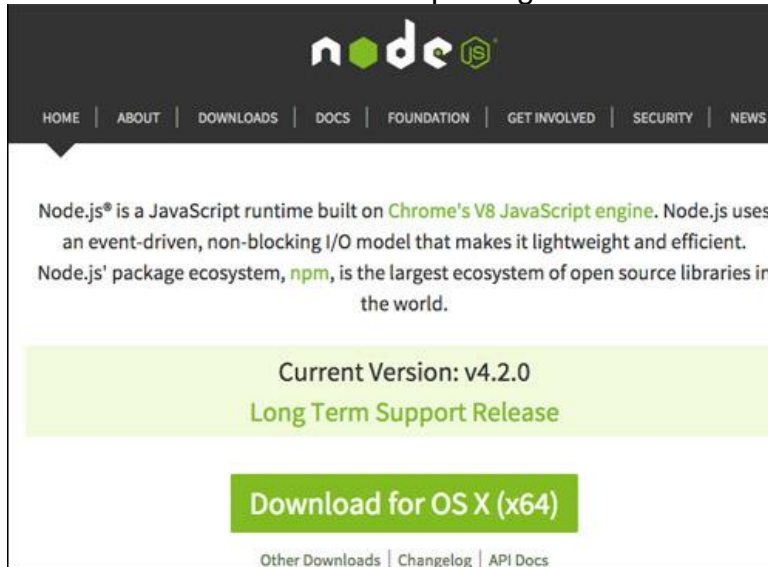 node JS
HOME | ABOUT | DOWNLOADS | DOCS | FOUNDATION | GET INVOLVED | SECURITY | NEWS
Node.js® is a JavaScript runtime built on Chrome's V8 JavaScript engine. Node.js uses
an event-driven, non-blocking I/O model that makes it lightweight and efficient.
Node.js' package ecosystem, npm, is the largest ecosystem of open source libraries in
the world.
Current Version: v4.2.0
Long Term Support Release
Download for OS X (x64)
Other Downloads | Changelog | API Docs